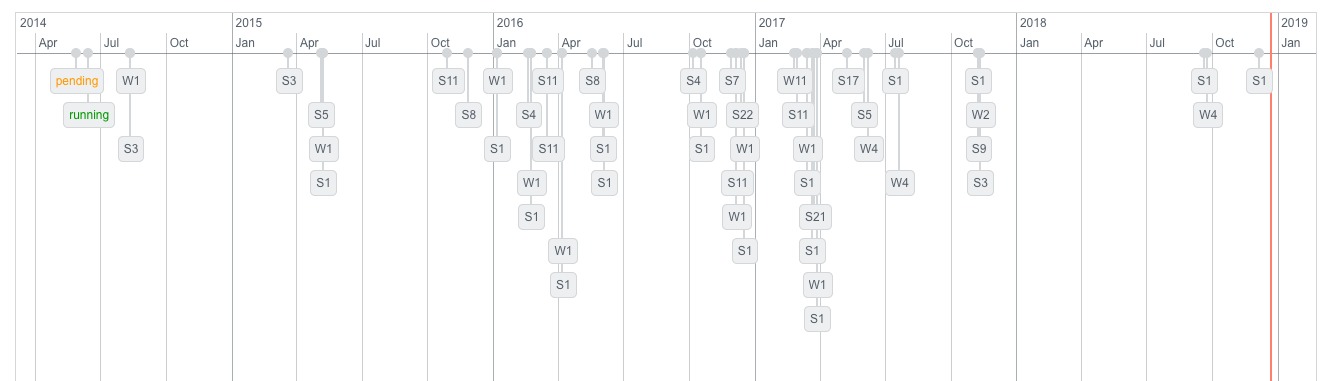 2014 2015 2016 2017 2018 2019
Apr Jul Oct Jan Apr Jul Oct Jan Apr Jul Oct Jan Apr Jul Oct Jan Apr Jul Oct Jan
pending W1 S3 S11 W1 S11 S8 S4 S7 W11 S17 S1 S1 S1 S1
running S5 S8 S4 W1 W1 S22 S11 S5 W2 W4
S3 W1 S1 S11 S1 S1 W1 W1 W4 S9
S1 W1 S1 S11 S1 W4 S3
S1 W1 S21
W1 S1 S1
S1 W1
S1